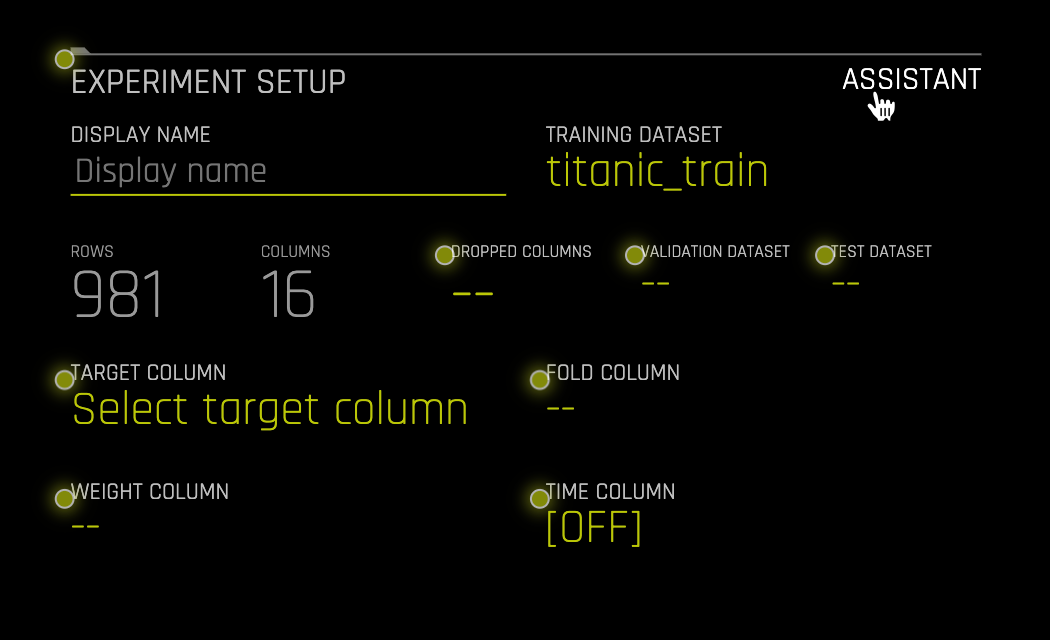 EXPERIMENT SETUP
ASSISTANT
DISPLAY NAME
Display name
TRAINING DATASET
titanic_train
ROWS
981
COLUMNS
16
DROPPED COLUMNS
--
VALIDATION DATASET
--
TEST DATASET
--
TARGET COLUMN
Select target column
FOLD COLUMN
--
WEIGHT COLUMN
--
TIME COLUMN
[OFF]